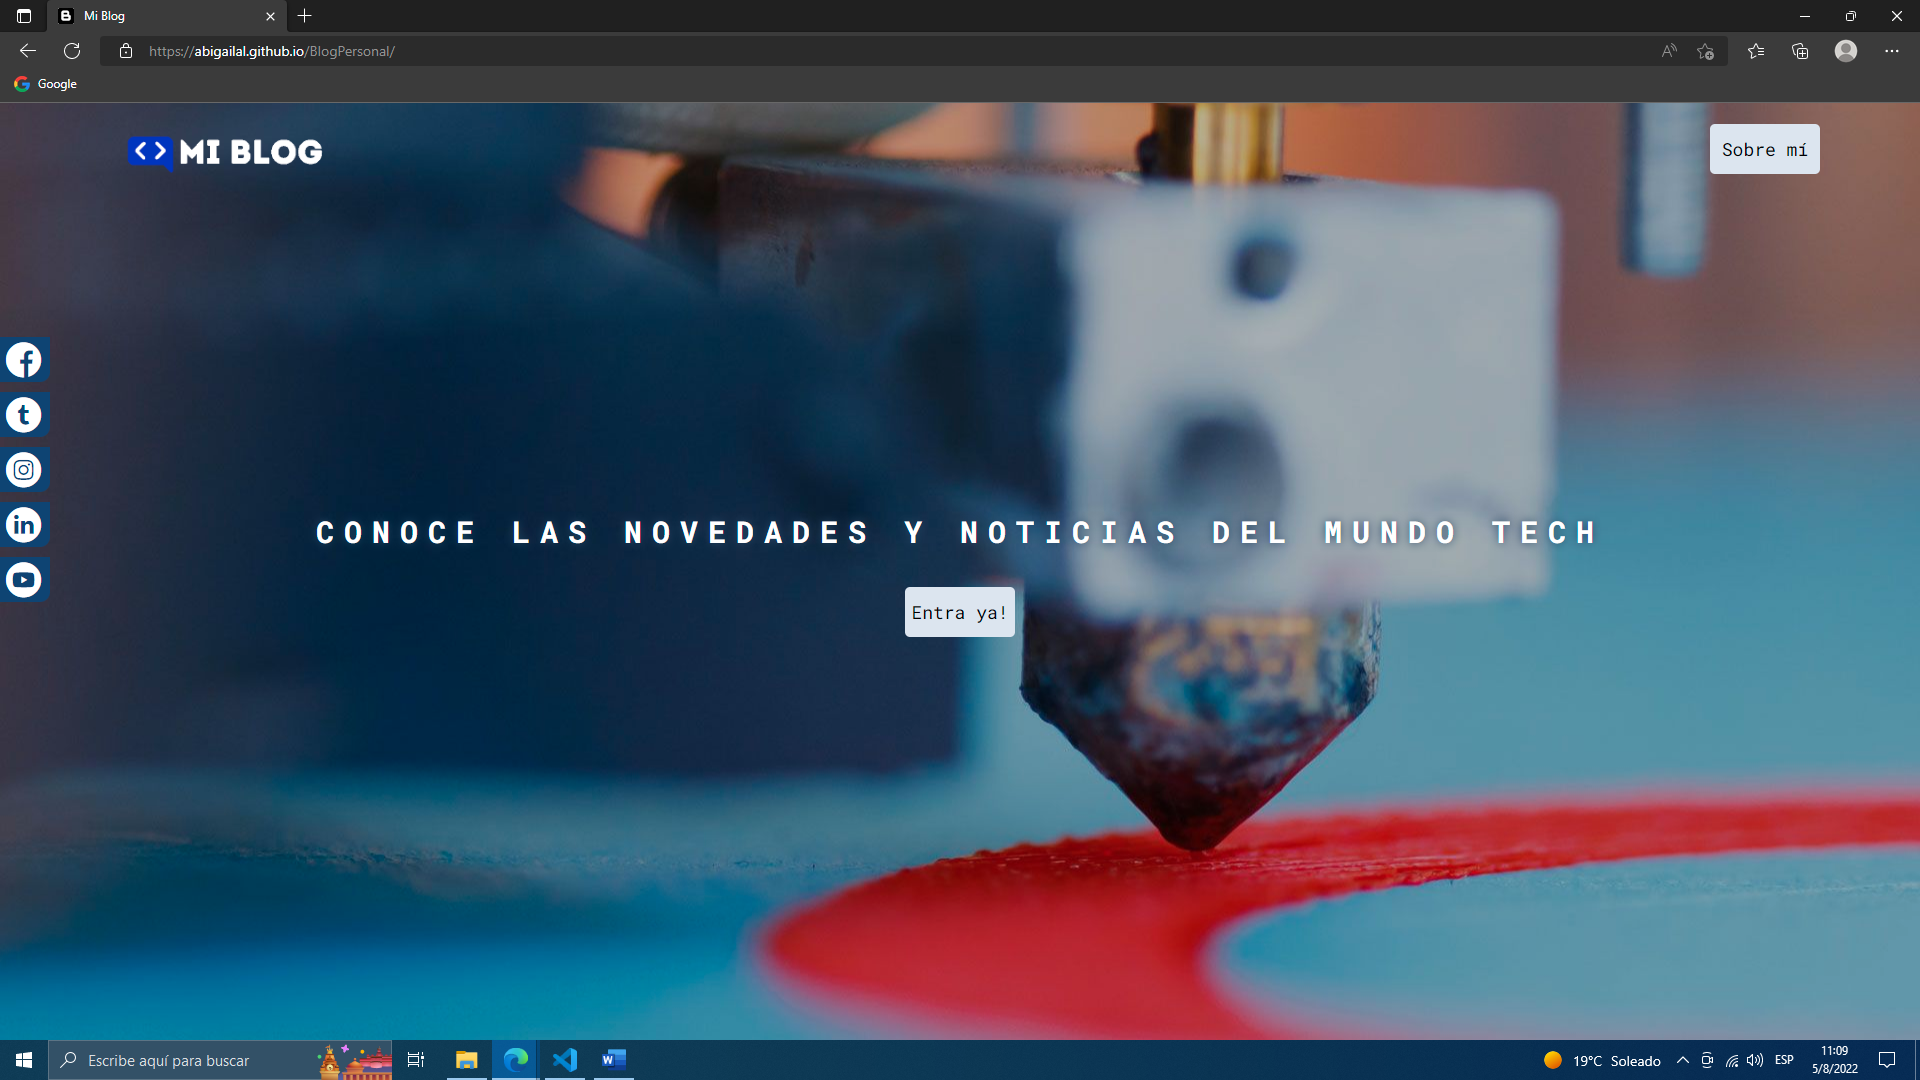 Mi Blog
https://abigailal.github.io/BlogPersonal/
Google
MI BLOG
Sobre mí
CONOCE LAS NOVEDADES Y NOTICIAS DEL MUNDO TECH
Entra ya!
Escribe aquí para buscar
19°C Soleado
ESP
11:09
5/8/2022